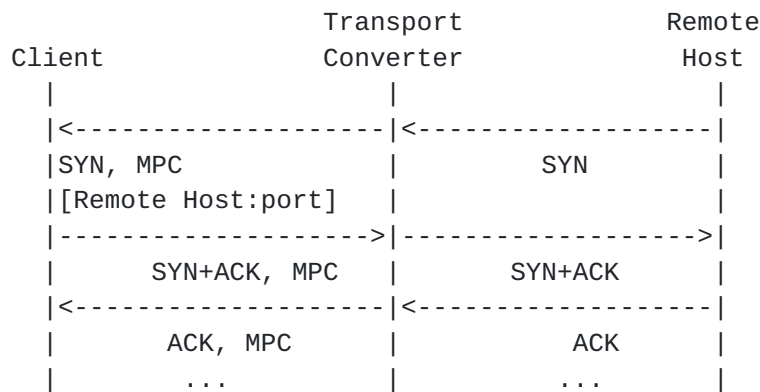 Transport Remote
Client Converter Host
| | |
|<--------------------|<-------------------|
|SYN, MPC | SYN |
|[Remote Host:port] | |
|-------------------->|------------------->|
| SYN+ACK, MPC | SYN+ACK |
|<--------------------|<-------------------|
| ACK, MPC | ACK |
| ... | ... |